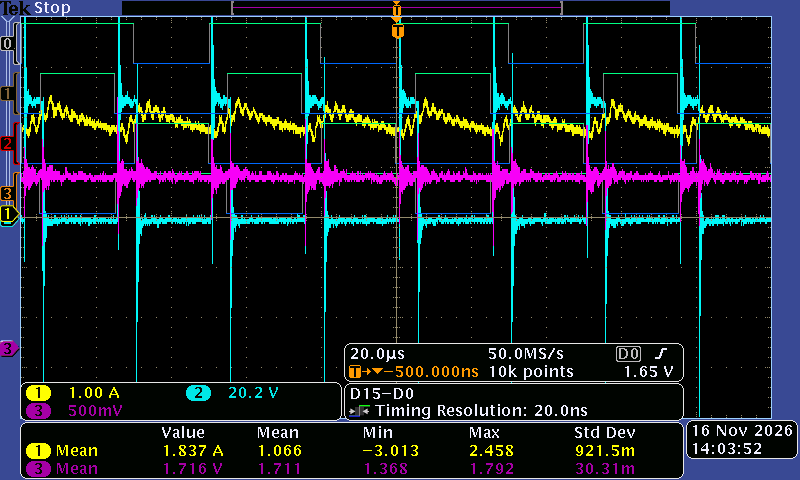 Tek Stop
T
T
0
1
2
3
1
3
20.0µs 50.0MS/s D0
T→▼−500.000ns 10k points 1.65 V
1 1.00 A 2 20.2 V
3 500mV
D15-D0
Timing Resolution: 20.0ns
Value Mean Min Max Std Dev
1 Mean 1.837 A 1.066 −3.013 2.458 921.5m
3 Mean 1.716 V 1.711 1.368 1.792 30.31m
16 Nov 2026
14:03:52